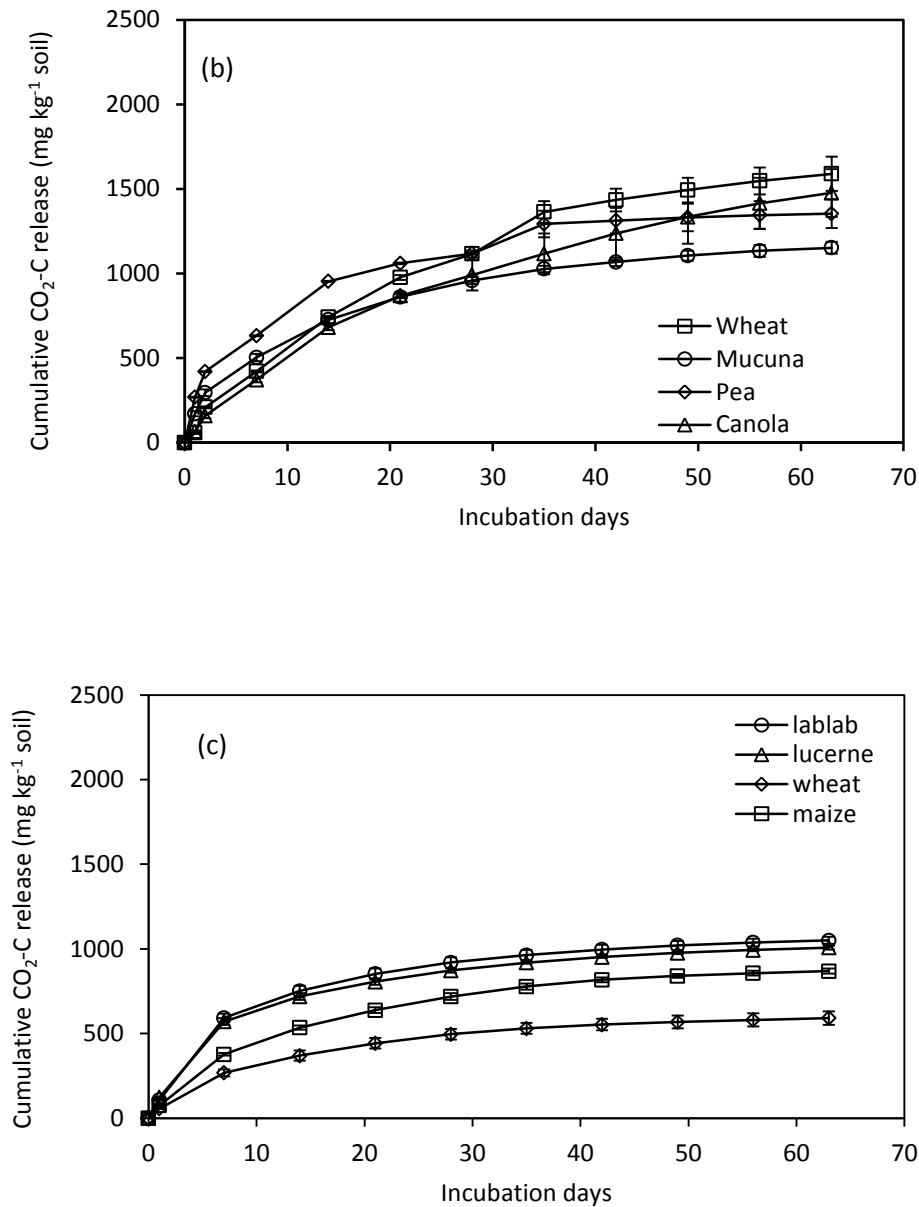 2500
(b)
2000
1500
1000
500
0
Cumulative CO₂-C release (mg kg⁻¹ soil)
Wheat
Mucuna
Pea
Canola
0 10 20 30 40 50 60 70
Incubation days
2500
(c)
2000
1500
1000
500
0
Cumulative CO₂-C release (mg kg⁻¹ soil)
lablab
lucerne
wheat
maize
0 10 20 30 40 50 60 70
Incubation days